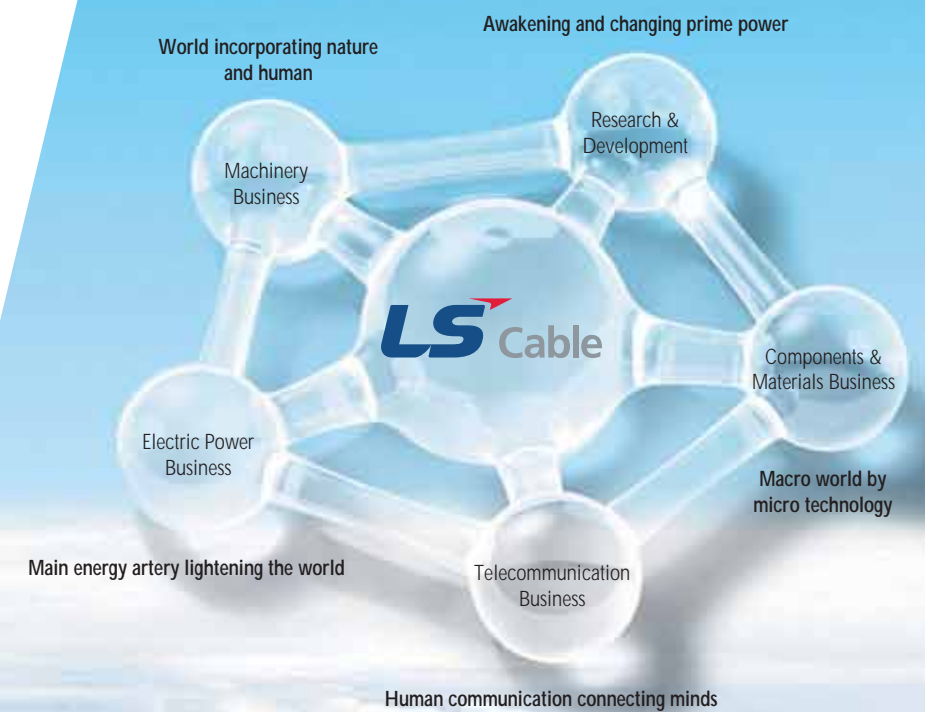 Awakening and changing prime power
World incorporating nature
and human
Research &
Development
Machinery
Business
LS Cable
Components &
Materials Business
Electric Power
Business
Macro world by
micro technology
Main energy artery lightening the world
Telecommunication
Business
Human communication connecting minds